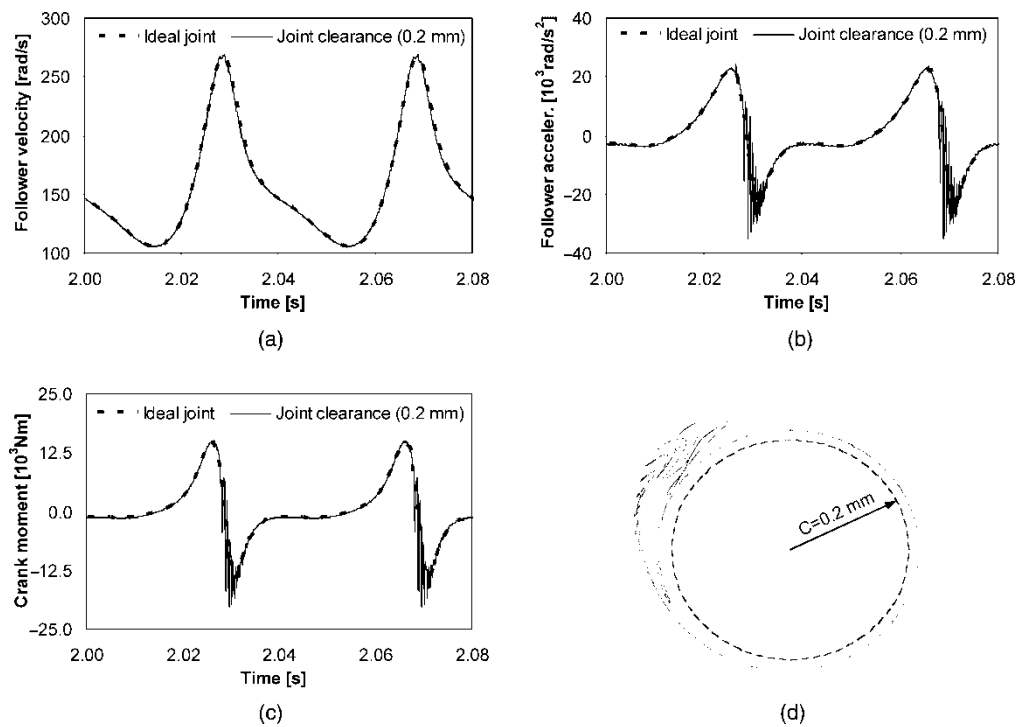 300
250
200
150
100
Follower velocity [rad/s]
Ideal joint
Joint clearance (0.2 mm)
2.00 2.02 2.04 2.06 2.08
Time [s]
(a)
40
20
0
−20
−40
Follower acceler. [10³rad/s²]
Ideal joint
Joint clearance (0.2 mm)
2.00 2.02 2.04 2.06 2.08
Time [s]
(b)
25.0
12.5
0.0
−12.5
−25.0
Crank moment [10³Nm]
Ideal joint
Joint clearance (0.2 mm)
2.00 2.02 2.04 2.06 2.08
Time [s]
(c)
C=0.2 mm
(d)